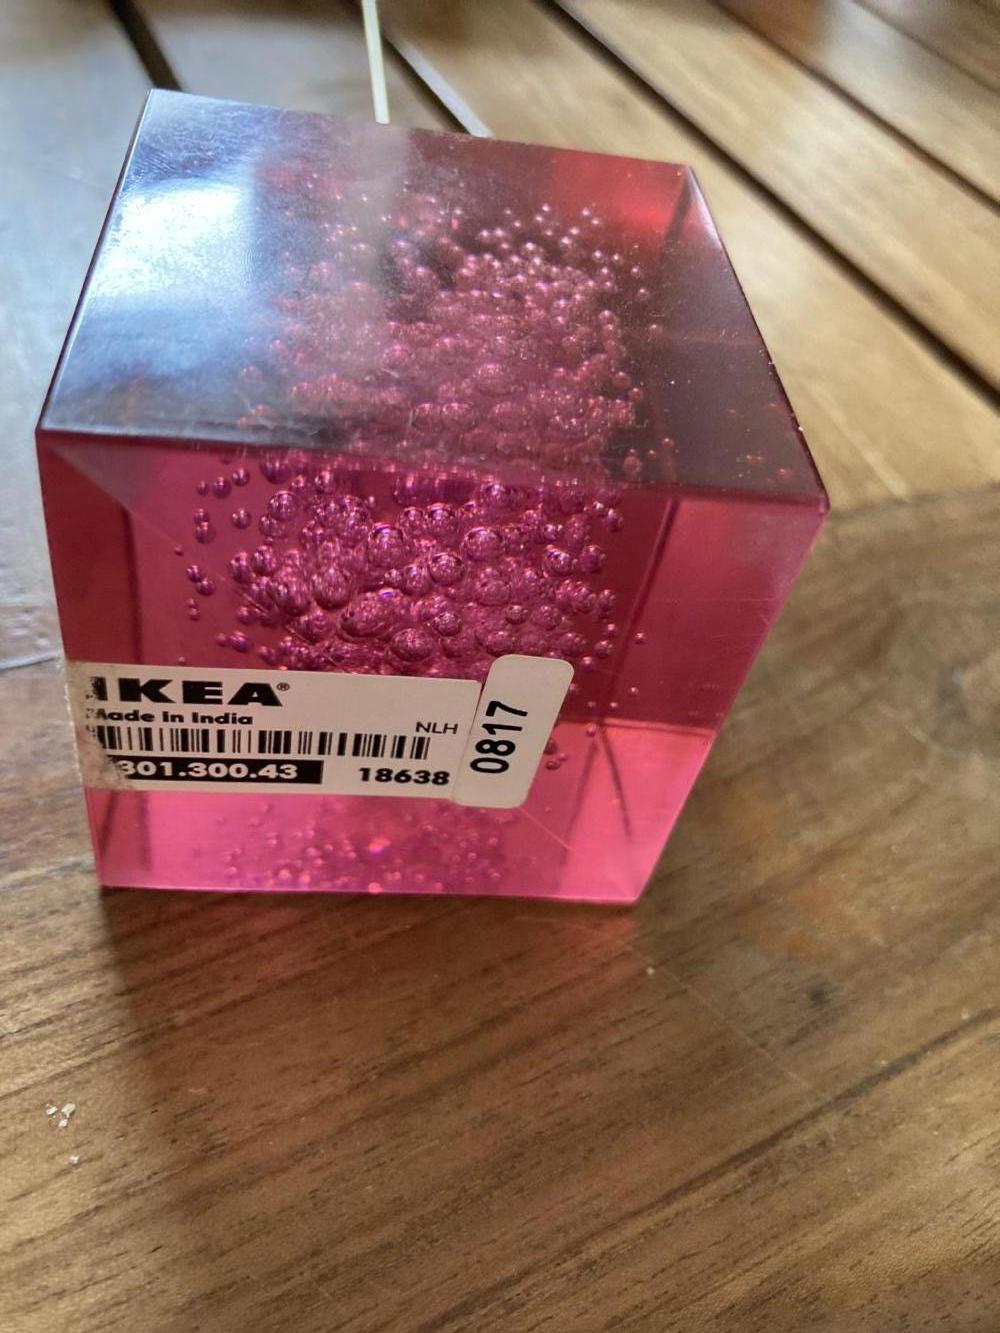 IKEA®
Made In India
NLH
301.300.43
18638
0817